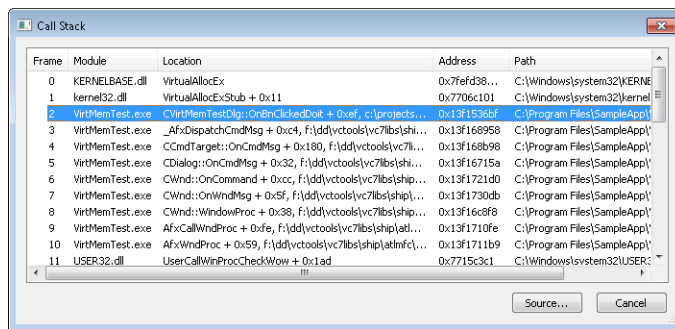 Call Stack
Frame Module Location Address Path
0 KERNELBASE.dll VirtualAllocEx 0x7fefd38... C:\Windows\system32\KERNE
1 kernel32.dll VirtualAllocExStub + 0x11 0x7706c101 C:\Windows\system32\kernel
2 VirtMemTest.exe CVirtMemTestDlg::OnBnClickedDoit + 0xef, c:\projects... 0x13f1536bf C:\Program Files\SampleApp\
3 VirtMemTest.exe _AfxDispatchCmdMsg + 0xc4, f:\dd\vctools\vc7libs\shi... 0x13f168958 C:\Program Files\SampleApp\
4 VirtMemTest.exe CCmdTarget::OnCmdMsg + 0x180, f:\dd\vctools\vc7li... 0x13f168b98 C:\Program Files\SampleApp\
5 VirtMemTest.exe CDialog::OnCmdMsg + 0x32, f:\dd\vctools\vc7libs\shi... 0x13f16715a C:\Program Files\SampleApp\
6 VirtMemTest.exe CWnd::OnCommand + 0xcc, f:\dd\vctools\vc7libs\ship... 0x13f1721d0 C:\Program Files\SampleApp\
7 VirtMemTest.exe CWnd::OnWndMsg + 0x5f, f:\dd\vctools\vc7libs\ship\... 0x13f1730db C:\Program Files\SampleApp\
8 VirtMemTest.exe CWnd::WindowProc + 0x38, f:\dd\vctools\vc7libs\ship... 0x13f16c8f8 C:\Program Files\SampleApp\
9 VirtMemTest.exe AfxCallWndProc + 0xfe, f:\dd\vctools\vc7libs\ship\atl... 0x13f1710fe C:\Program Files\SampleApp\
10 VirtMemTest.exe AfxWndProc + 0x59, f:\dd\vctools\vc7libs\ship\atlmfc\... 0x13f1711b9 C:\Program Files\SampleApp\
11 USER32.dll UserCallWinProcCheckWow + 0x1ad 0x7715c3c1 C:\Windows\system32\USER3
Source... Cancel